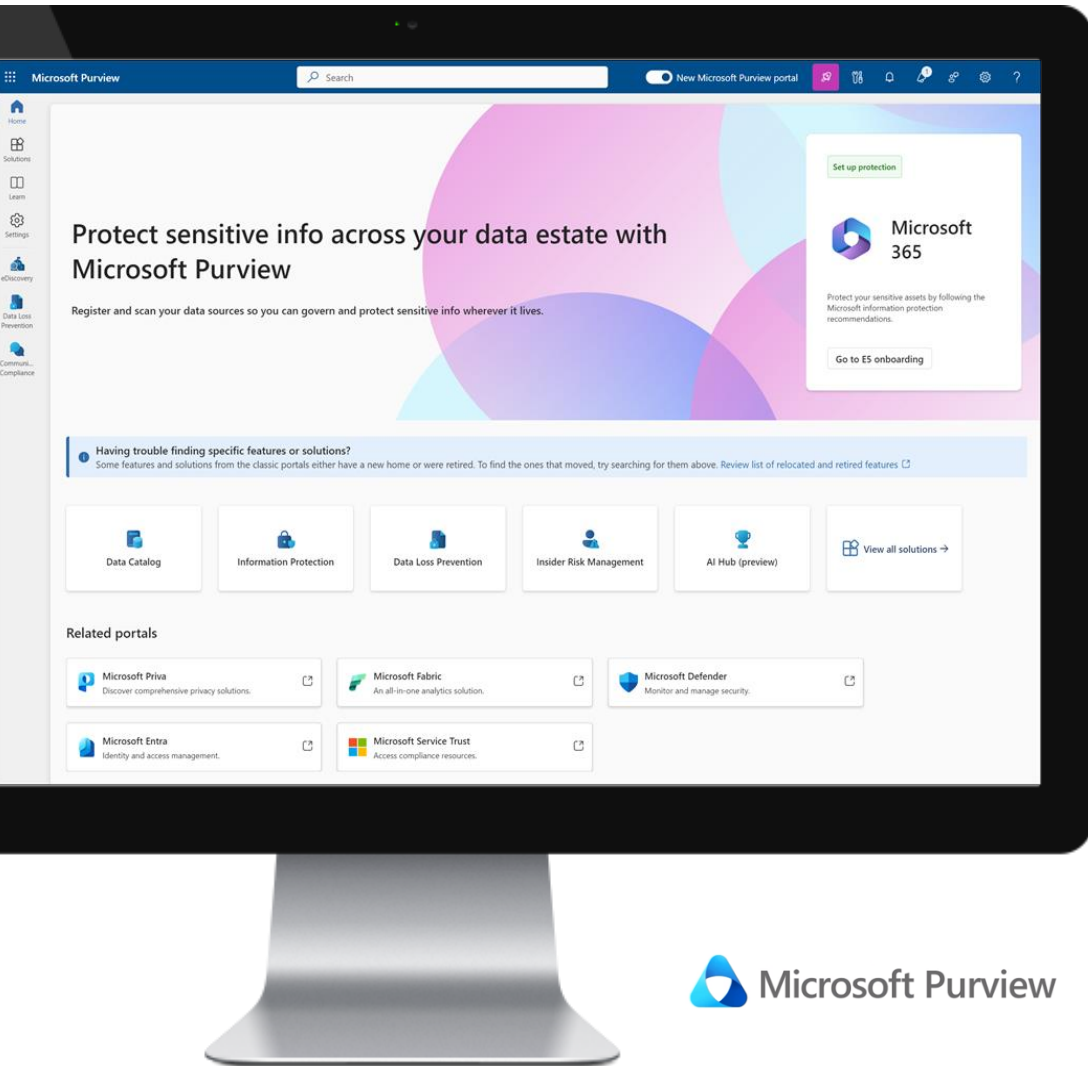 Microsoft Purview
Search
New Microsoft Purview portal
1
?
Home
Solutions
Learn
Settings
eDiscovery
Data Loss
Prevention
Communi...
Compliance
Protect sensitive info across your data estate with
Microsoft Purview
Register and scan your data sources so you can govern and protect sensitive info wherever it lives.
Set up protection
Microsoft
365
Protect your sensitive assets by following the
Microsoft information protection
recommendations.
Go to E5 onboarding
Having trouble finding specific features or solutions?
Some features and solutions from the classic portals either have a new home or were retired. To find the ones that moved, try searching for them above. Review list of relocated and retired features
Data Catalog
Information Protection
Data Loss Prevention
Insider Risk Management
AI Hub (preview)
View all solutions →
Related portals
Microsoft Priva
Discover comprehensive privacy solutions.
Microsoft Fabric
An all-in-one analytics solution.
Microsoft Defender
Monitor and manage security.
Microsoft Entra
Identity and access management.
Microsoft Service Trust
Access compliance resources.
Microsoft Purview